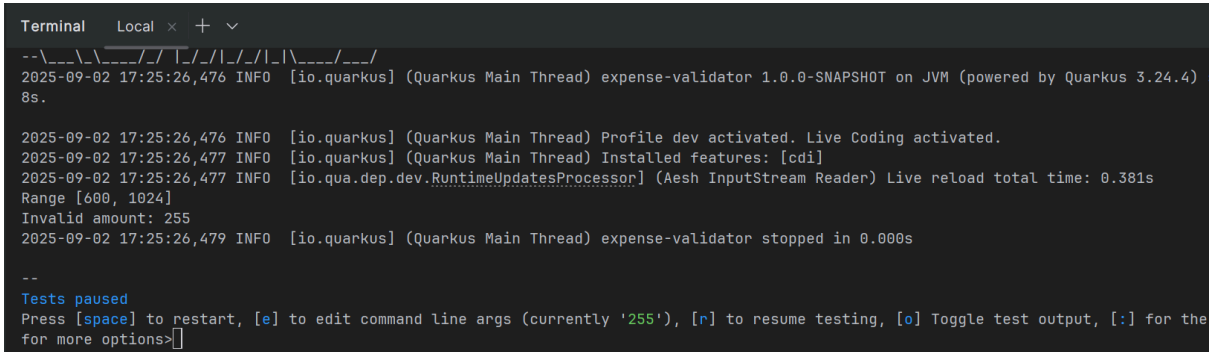 Terminal Local × + ⌄
--\___\_\____/_/ |_/_/|_/_/|_|\____/___/
2025-09-02 17:25:26,476 INFO  [io.quarkus] (Quarkus Main Thread) expense-validator 1.0.0-SNAPSHOT on JVM (powered by Quarkus 3.24.4)
8s.
2025-09-02 17:25:26,476 INFO  [io.quarkus] (Quarkus Main Thread) Profile dev activated. Live Coding activated.
2025-09-02 17:25:26,477 INFO  [io.quarkus] (Quarkus Main Thread) Installed features: [cdi]
2025-09-02 17:25:26,477 INFO  [io.qua.dep.dev.RuntimeUpdatesProcessor] (Aesh InputStream Reader) Live reload total time: 0.381s
Range [600, 1024]
Invalid amount: 255
2025-09-02 17:25:26,479 INFO  [io.quarkus] (Quarkus Main Thread) expense-validator stopped in 0.000s
--
Tests paused
Press [space] to restart, [e] to edit command line args (currently '255'), [r] to resume testing, [o] Toggle test output, [:] for the
for more options>